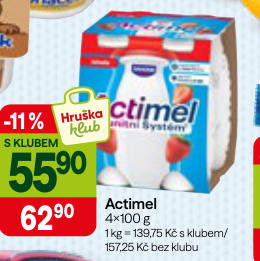 DANONE
ctimel
unitní Systém
-11 %
Hruška
klub
S KLUBEM
55 90
62 90
Actimel
4×100 g
1 kg = 139,75 Kč s klubem/
157,25 Kč bez klubu